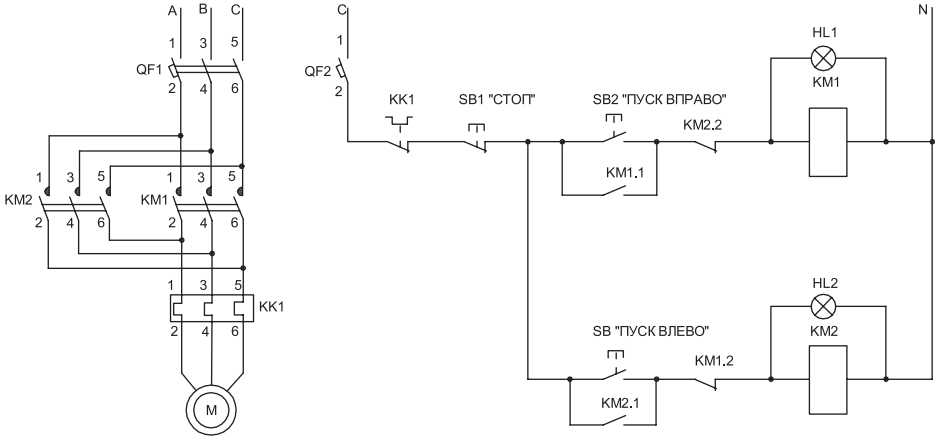 A B C
1 3 5
QF1
2 4 6
1 3 5 1 3 5
KM2 KM1
2 4 6 2 4 6
1 3 5
KK1
2 4 6
M
C N
1
QF2
2
KK1 SB1 "СТОП" SB2 "ПУСК ВПРАВО" KM2.2
HL1
KM1
KM1.1
HL2
KM2
SB "ПУСК ВЛЕВО" KM1.2
KM2.1